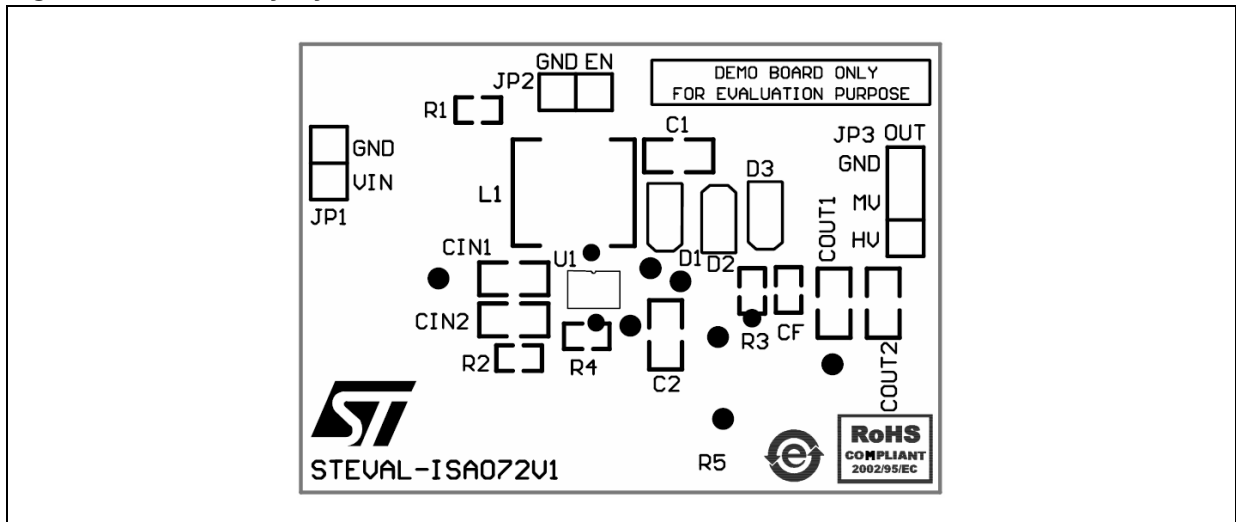 GND EN
JP2
DEMO BOARD ONLY
FOR EVALUATION PURPOSE
R1
C1
JP3 OUT
GND
VIN
JP1
GND
MV
HV
D3
L1
COUT1
CIN1
U1
D1
D2
CIN2
R2
R4
C2
R3
CF
COUT2
ST
STEVAL-ISA072V1
R5
e
RoHS
COMPLIANT
2002/95/EC